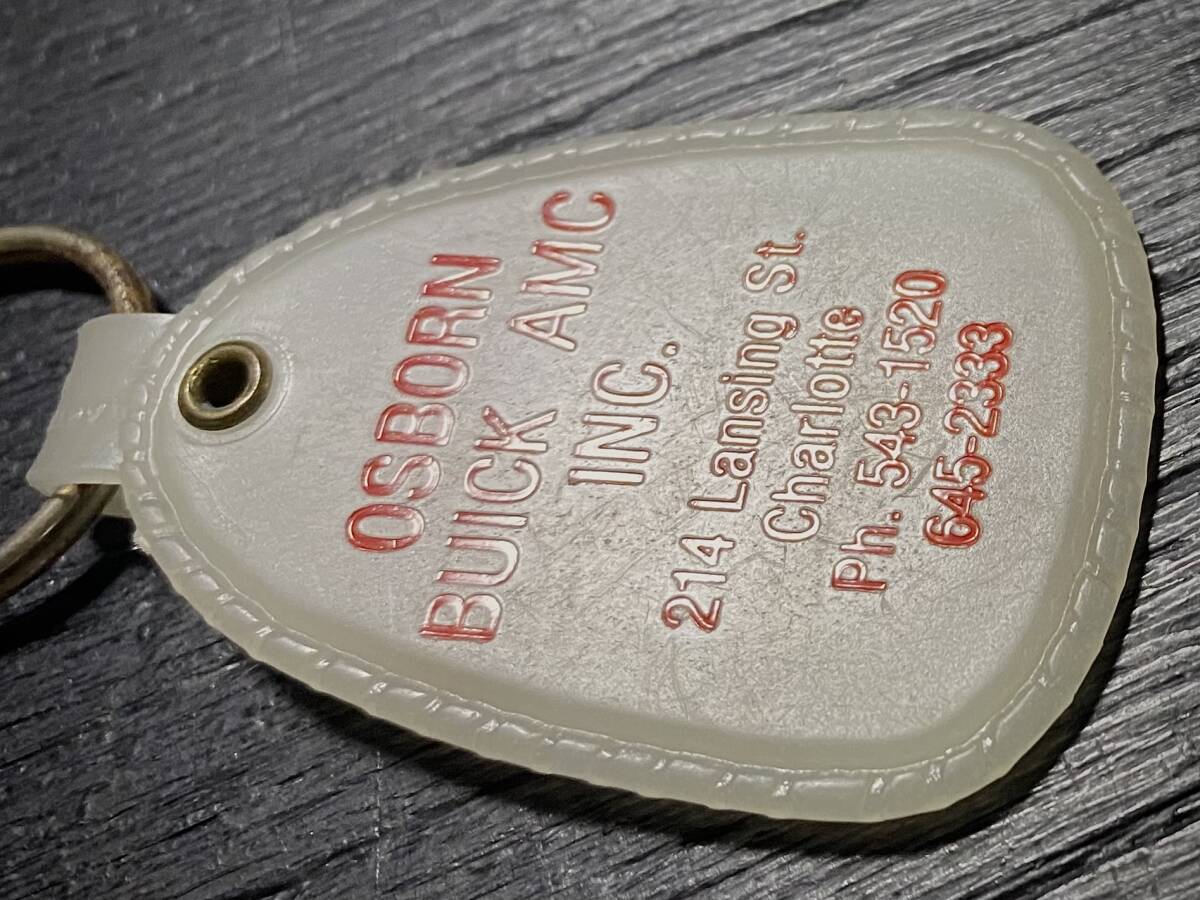 OSBORN
BUICK AMC
INC.
214 Lansing St.
Charlotte
Ph. 543-1520
645-2333